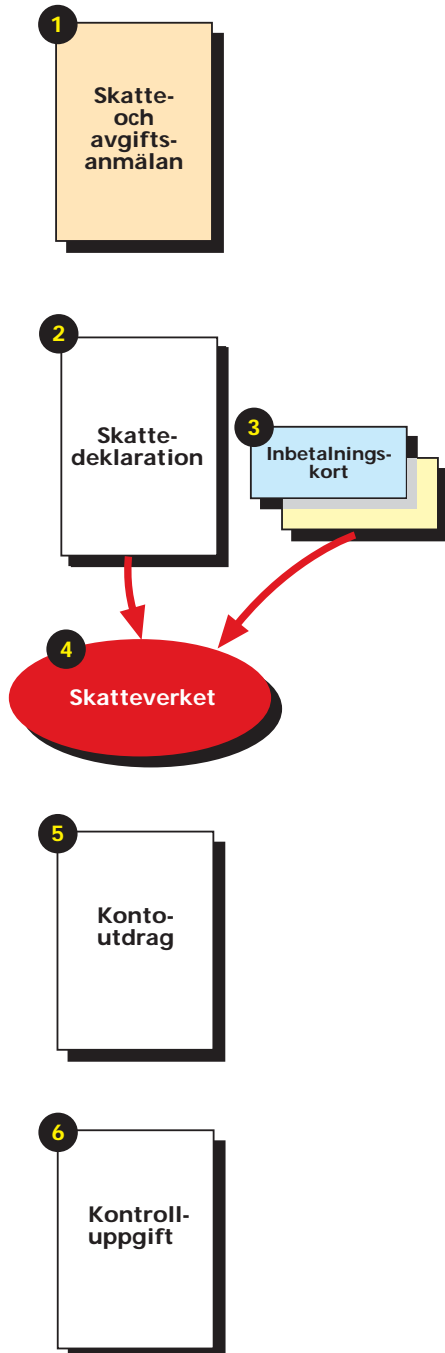 1
Skatte-
och
avgifts-
anmälan
2
Skatte-
deklaration
3
Inbetalnings-
kort
4
Skatteverket
5
Konto-
utdrag
6
Kontroll-
uppgift